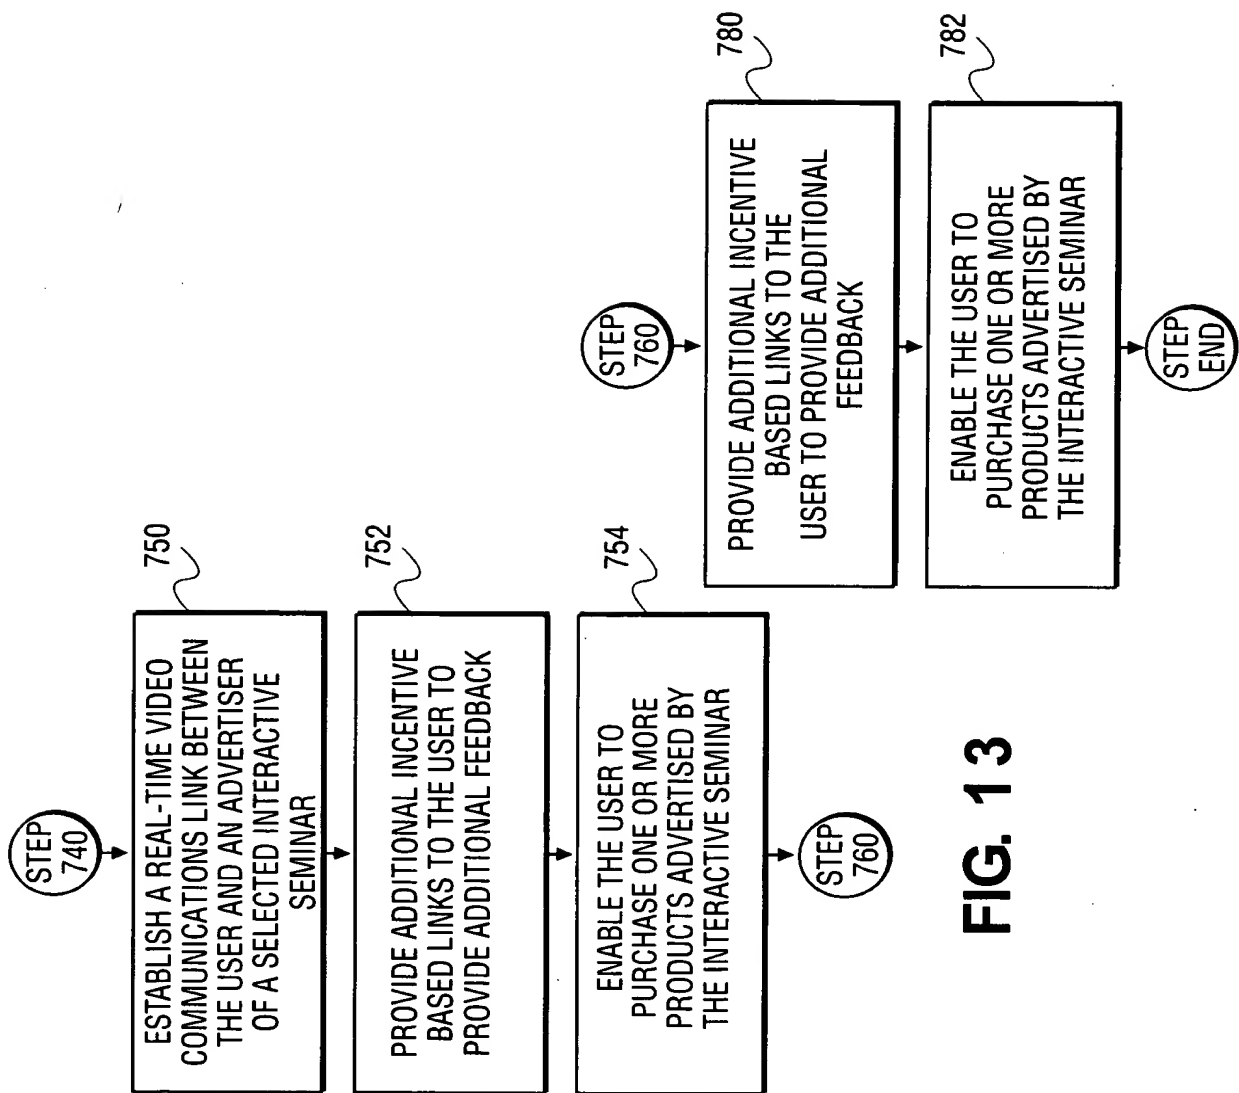 STEP
740
750
ESTABLISH A REAL-TIME VIDEO
COMMUNICATIONS LINK BETWEEN
THE USER AND AN ADVERTISER
OF A SELECTED INTERACTIVE
SEMINAR
752
PROVIDE ADDITIONAL INCENTIVE
BASED LINKS TO THE USER TO
PROVIDE ADDITIONAL FEEDBACK
754
ENABLE THE USER TO
PURCHASE ONE OR MORE
PRODUCTS ADVERTISED BY
THE INTERACTIVE SEMINAR
STEP
760
STEP
760
780
PROVIDE ADDITIONAL INCENTIVE
BASED LINKS TO THE
USER TO PROVIDE ADDITIONAL
FEEDBACK
782
ENABLE THE USER TO
PURCHASE ONE OR MORE
PRODUCTS ADVERTISED BY
THE INTERACTIVE SEMINAR
STEP
END
FIG. 13